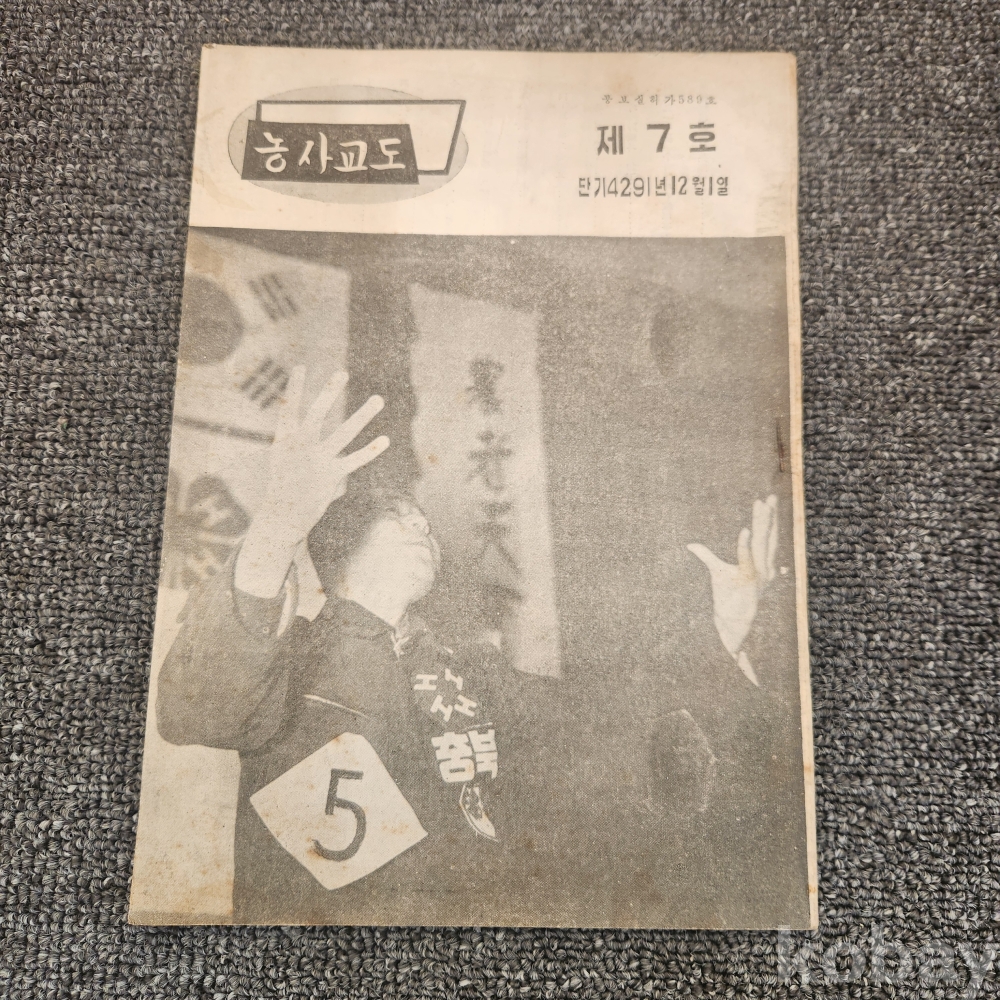 공보실허가589호
농사교도
제7호
단기4291년12월1일
충북
5
kobay